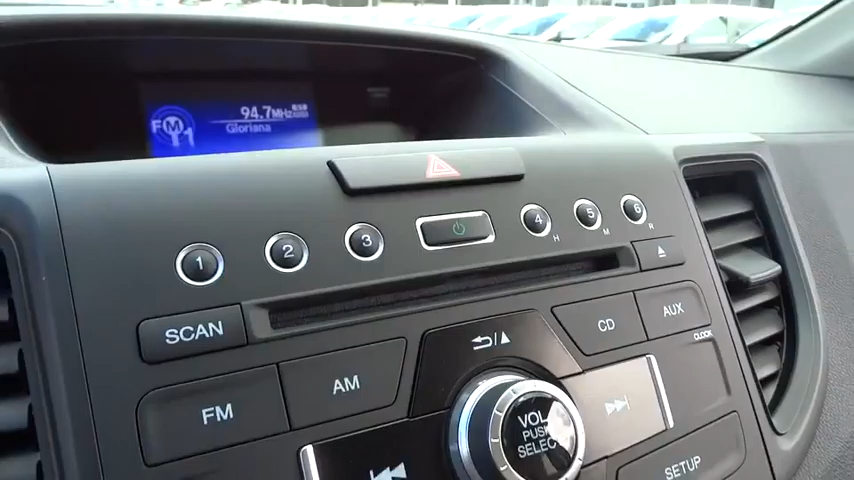 FM1
94.7MHz
Gloriana
1
2
3
4
5
6
H
M
R
SCAN
CD
AUX
CLOCK
FM
AM
VOL
PUSH
SELECT
SETUP